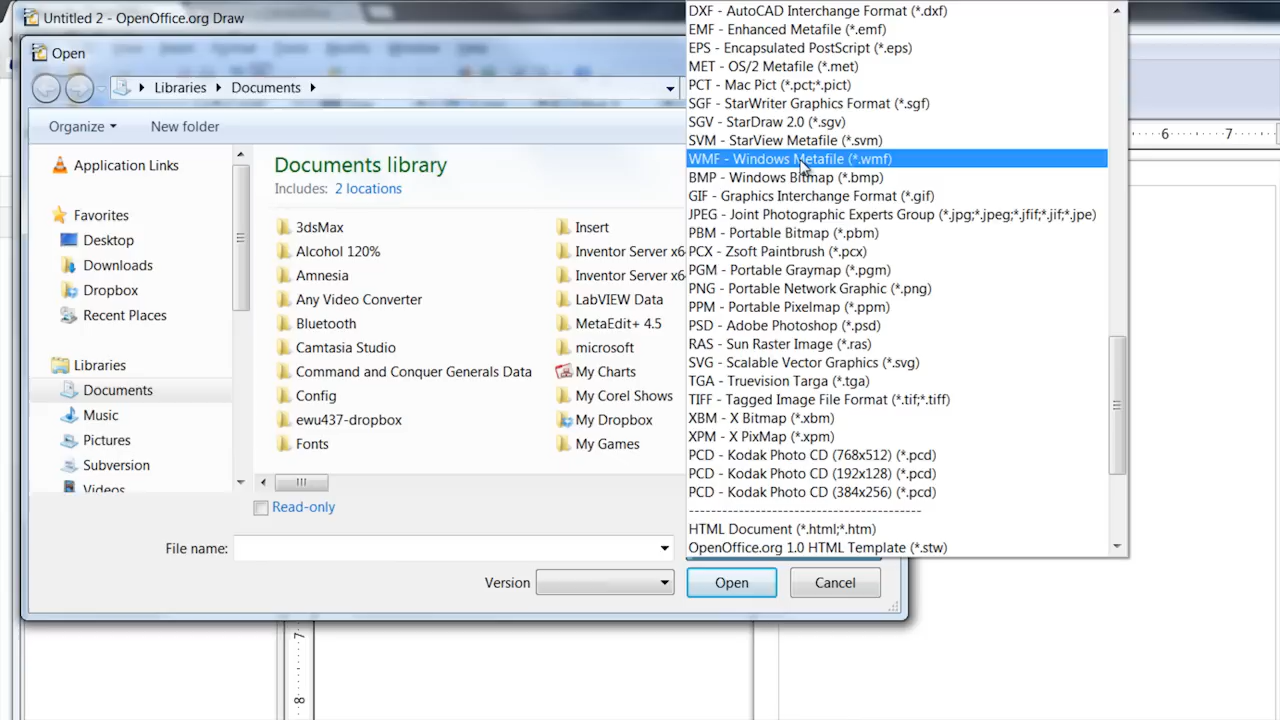 Untitled 2 - OpenOffice.org Draw
Open
Libraries Documents
Organize New folder
Application Links
Favorites
Desktop
Downloads
Dropbox
Recent Places
Libraries
Documents
Music
Pictures
Subversion
Videos
Documents library
Includes: 2 locations
3dsMax
Alcohol 120%
Amnesia
Any Video Converter
Bluetooth
Camtasia Studio
Command and Conquer Generals Data
Config
ewu437-dropbox
Fonts
Insert
Inventor Server x6
Inventor Server x6
LabVIEW Data
MetaEdit+ 4.5
microsoft
My Charts
My Corel Shows
My Dropbox
My Games
Read-only
File name:
Version
Open Cancel
DXF - AutoCAD Interchange Format (*.dxf)
EMF - Enhanced Metafile (*.emf)
EPS - Encapsulated PostScript (*.eps)
MET - OS/2 Metafile (*.met)
PCT - Mac Pict (*.pct;*.pict)
SGF - StarWriter Graphics Format (*.sgf)
SGV - StarDraw 2.0 (*.sgv)
SVM - StarView Metafile (*.svm)
WMF - Windows Metafile (*.wmf)
BMP - Windows Bitmap (*.bmp)
GIF - Graphics Interchange Format (*.gif)
JPEG - Joint Photographic Experts Group (*.jpg;*.jpeg;*.jfif;*.jif;*.jpe)
PBM - Portable Bitmap (*.pbm)
PCX - Zsoft Paintbrush (*.pcx)
PGM - Portable Graymap (*.pgm)
PNG - Portable Network Graphic (*.png)
PPM - Portable Pixelmap (*.ppm)
PSD - Adobe Photoshop (*.psd)
RAS - Sun Raster Image (*.ras)
SVG - Scalable Vector Graphics (*.svg)
TGA - Truevision Targa (*.tga)
TIFF - Tagged Image File Format (*.tif;*.tiff)
XBM - X Bitmap (*.xbm)
XPM - X PixMap (*.xpm)
PCD - Kodak Photo CD (768x512) (*.pcd)
PCD - Kodak Photo CD (192x128) (*.pcd)
PCD - Kodak Photo CD (384x256) (*.pcd)
------------------------------------------
HTML Document (*.html;*.htm)
OpenOffice.org 1.0 HTML Template (*.stw)
6 7
7
8